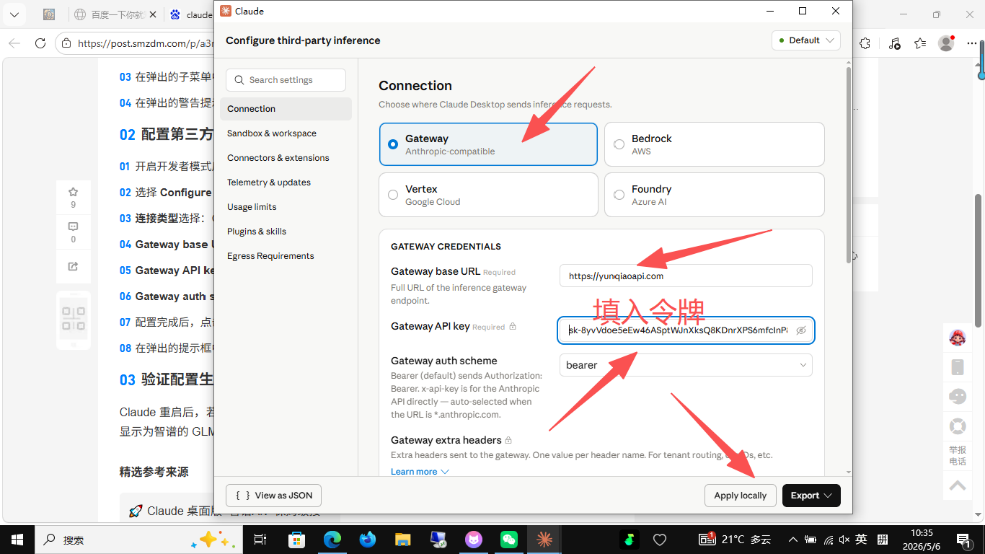 百度一下你就
claude
https://post.smzdm.com/p/a3
Claude
Configure third-party inference
Default
Search settings
Connection
Sandbox & workspace
Connectors & extensions
Telemetry & updates
Usage limits
Plugins & skills
Egress Requirements
Connection
Choose where Claude Desktop sends inference requests.
Gateway
Anthropic-compatible
Bedrock
AWS
Vertex
Google Cloud
Foundry
Azure AI
GATEWAY CREDENTIALS
Gateway base URL Required
https://yunqiaoapi.com
Full URL of the inference gateway
endpoint.
填入令牌
Gateway API key Required
Gateway auth scheme
bearer
Bearer (default) sends Authorization:
Bearer. x-api-key is for the Anthropic
API directly — auto-selected when
the URL is *.anthropic.com.
Gateway extra headers
Extra headers sent to the gateway. One value per header name. For tenant routing, etc.
Learn more
{ } View as JSON
Apply locally
Export
03 在弹出的子菜单
04 在弹出的警告提
02 配置第三方
01 开启开发者模式
02 选择 Configure
03 连接类型选择：
04 Gateway base
05 Gateway API
06 Gateway auth
07 配置完成后，点
08 在弹出的提示框
03 验证配置生
Claude 重启后，
显示为智谱的 GLM
精选参考来源
Claude 桌面版
9
0
举报
电话
搜索
21°C 多云
英
10:35
2026/5/6